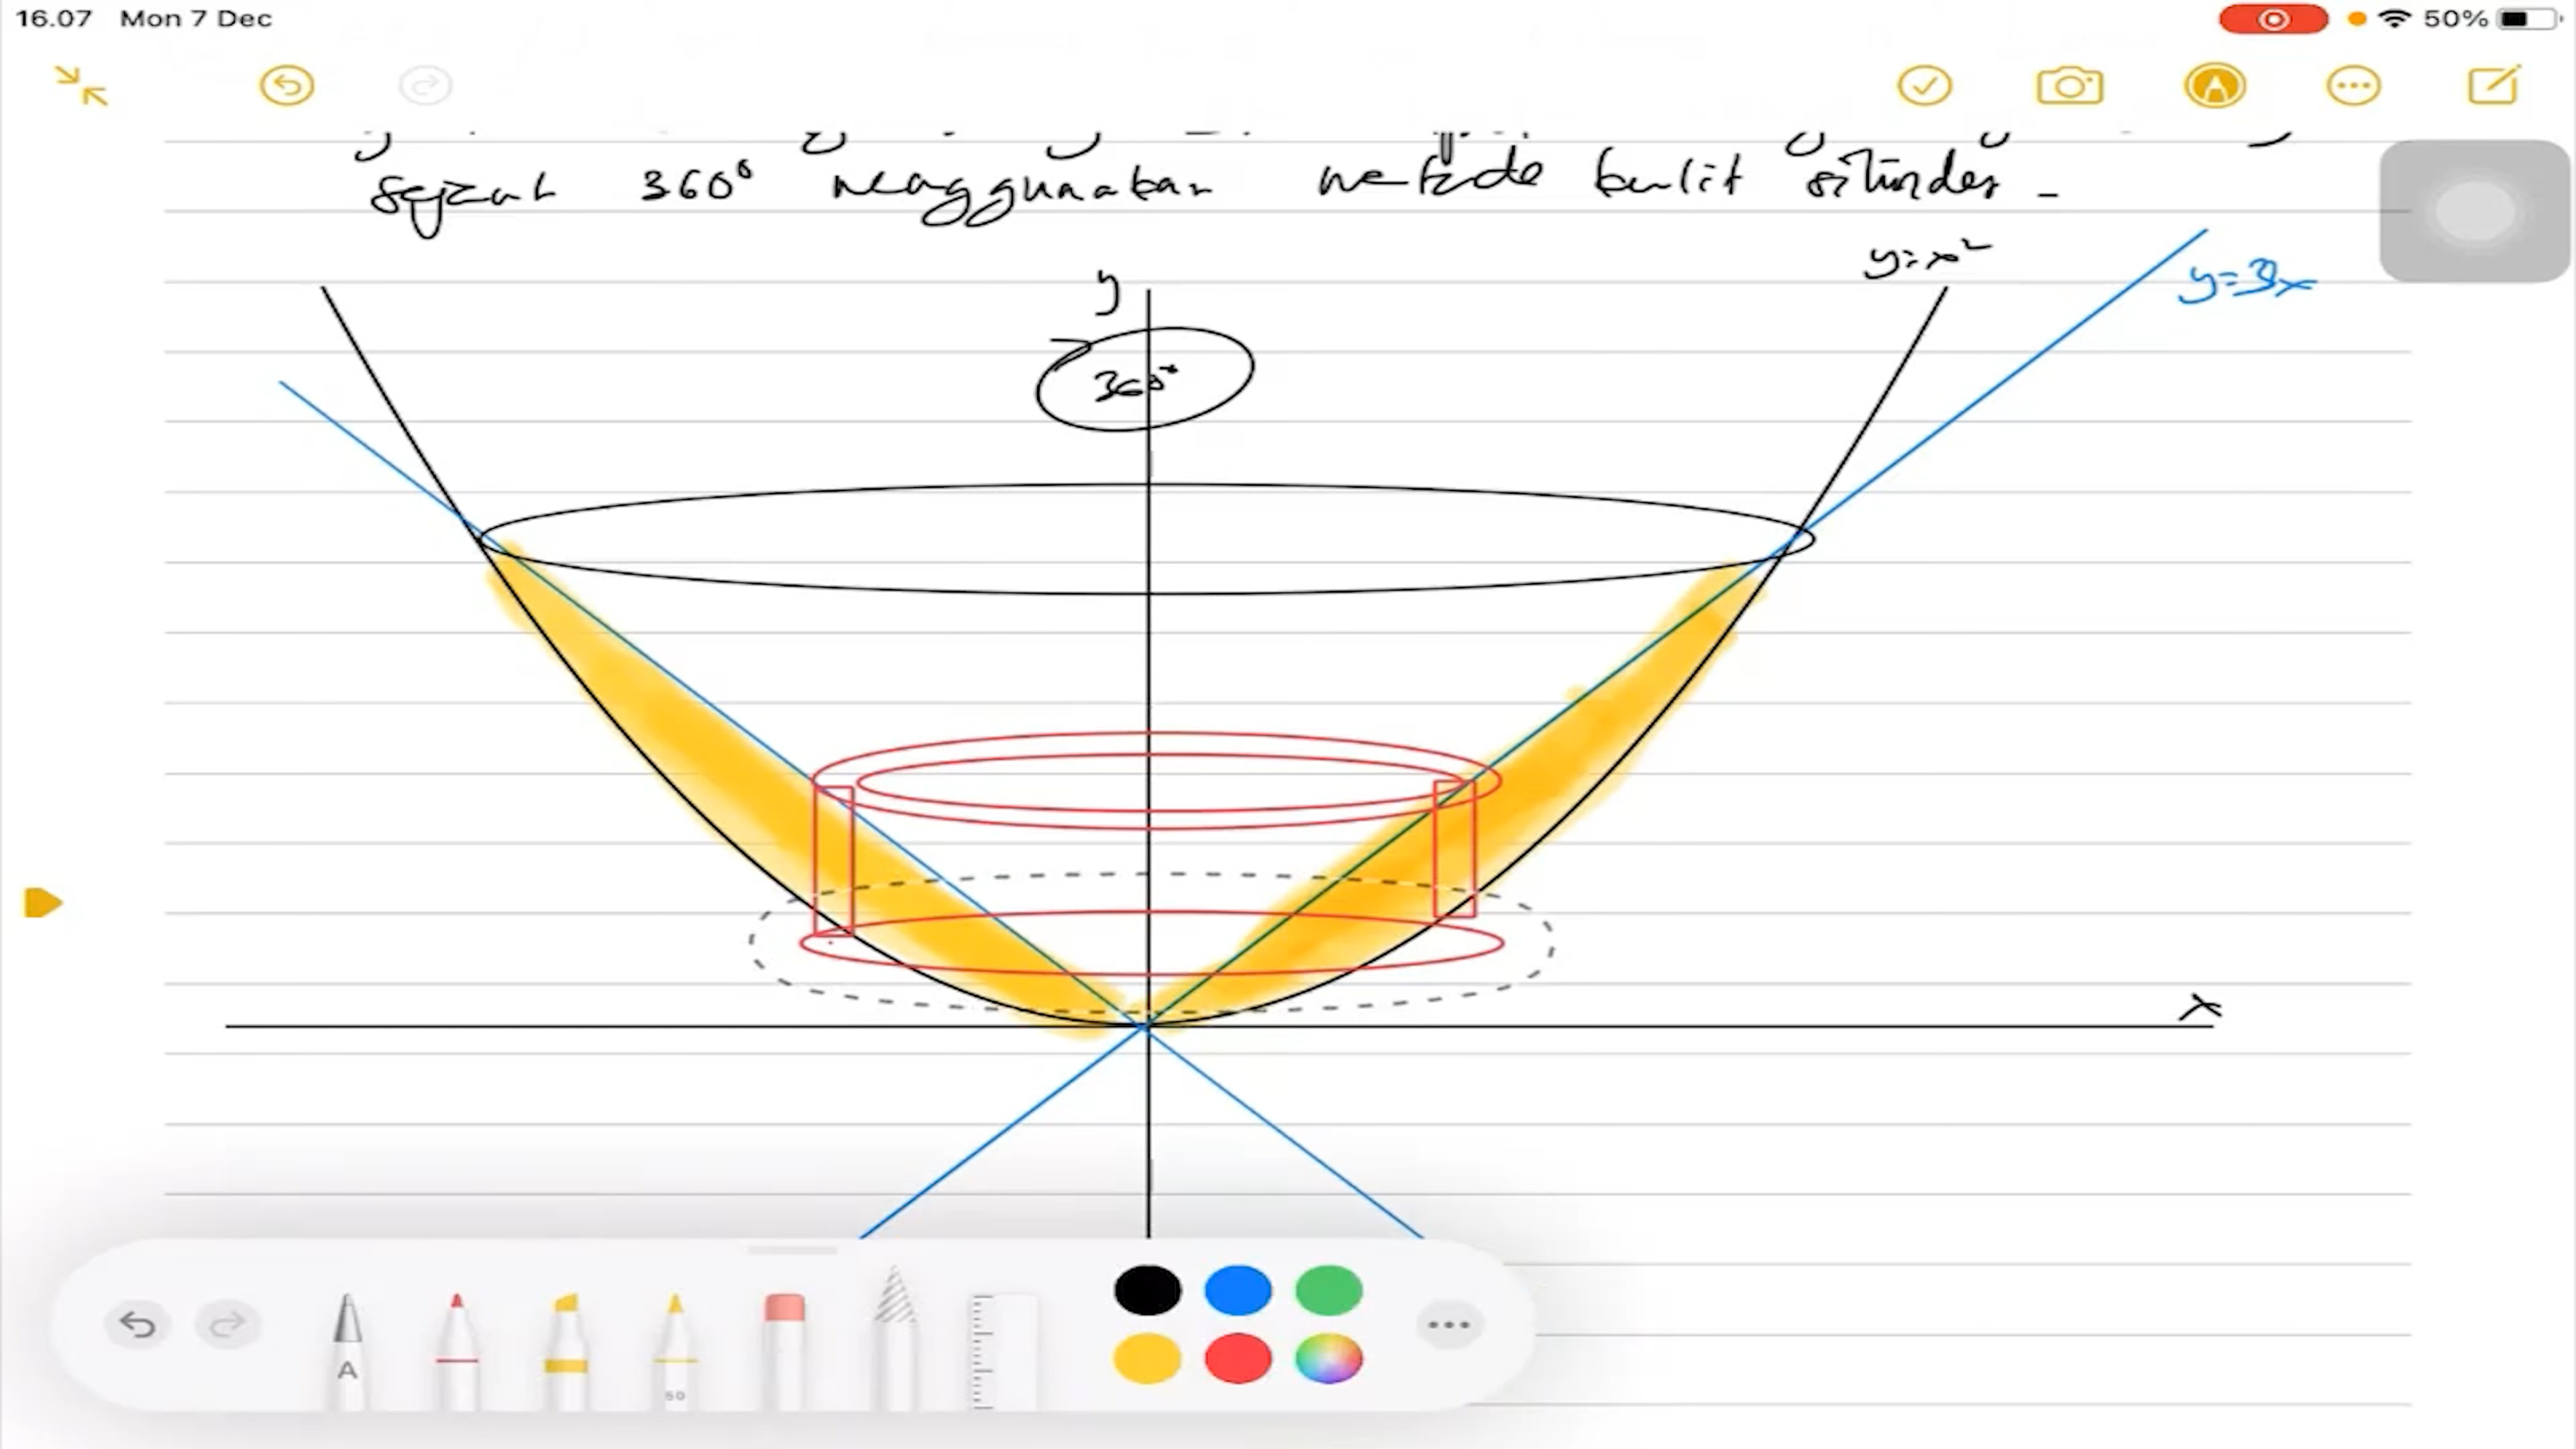 16.07 Mon 7 Dec
50%
sejauh 360° menggunakan metode kulit silinder.
y=x²
y=3x
y
360°
x
A
50